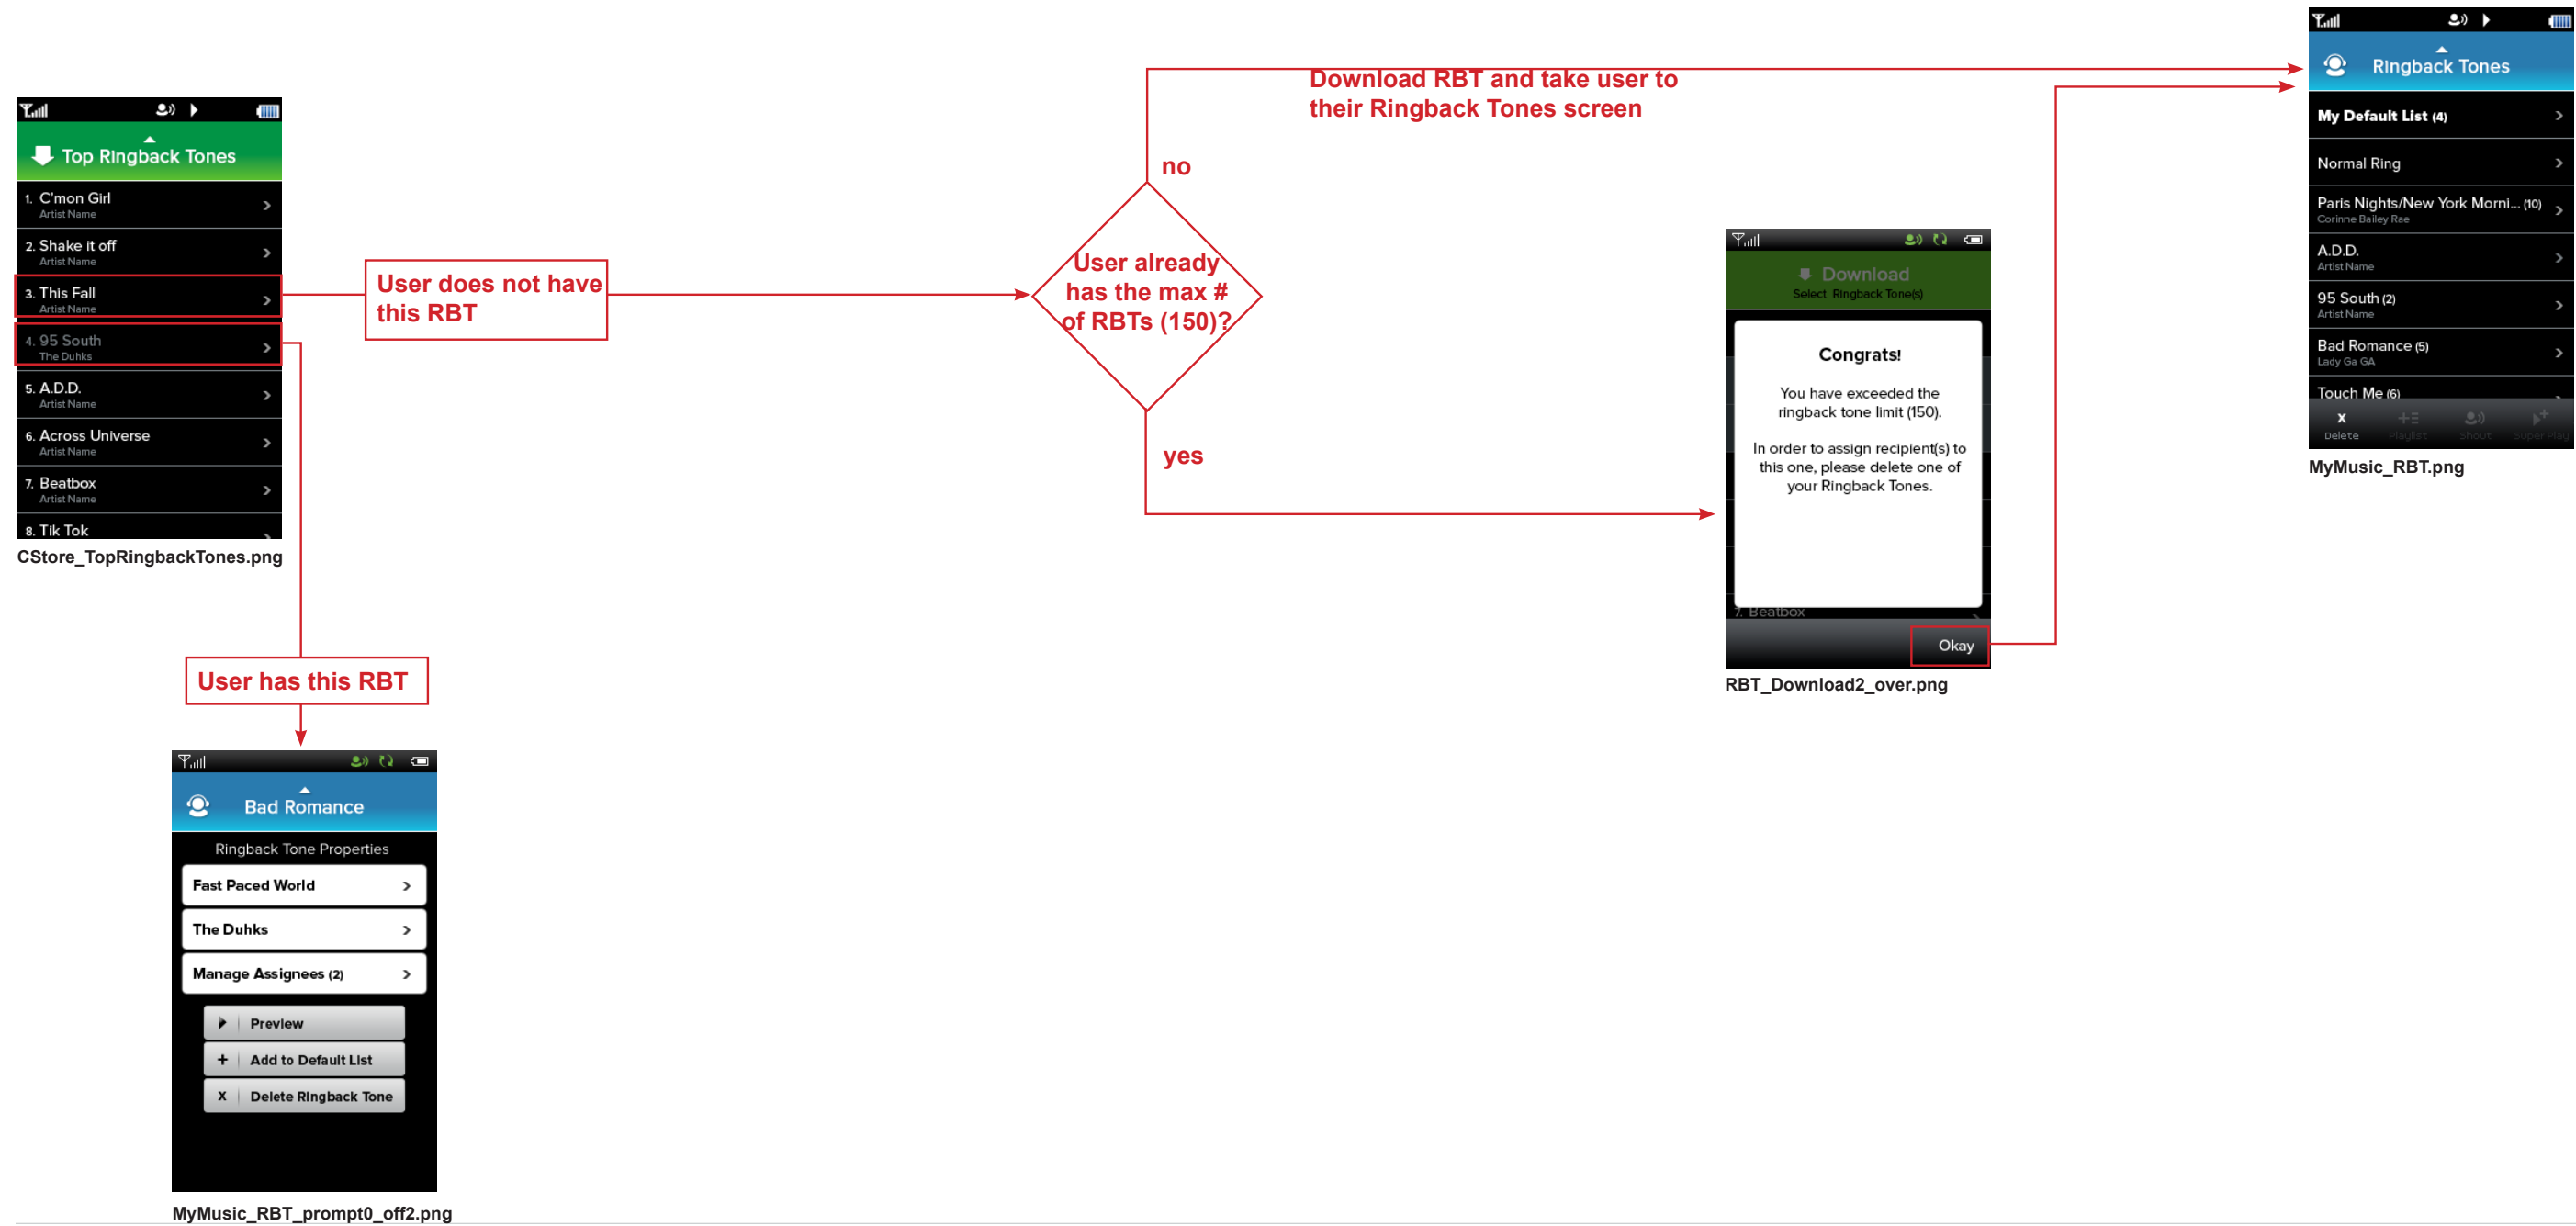 Top Ringback Tones
1. C'mon Girl
Artist Name
2. Shake it off
Artist Name
3. This Fall
Artist Name
4. 95 South
The Duhks
5. A.D.D.
Artist Name
6. Across Universe
Artist Name
7. Beatbox
Artist Name
8. Tik Tok
CStore_TopRingbackTones.png
User does not have
this RBT
User has this RBT
Bad Romance
Ringback Tone Properties
Fast Paced World
The Duhks
Manage Assignees (2)
Preview
+ Add to Default List
x Delete Ringback Tone
MyMusic_RBT_prompt0_off2.png
User already
has the max #
of RBTs (150)?
no
yes
Download RBT and take user to
their Ringback Tones screen
Download
Select Ringback Tone(s)
Congrats!
You have exceeded the
ringback tone limit (150).
In order to assign recipient(s) to
this one, please delete one of
your Ringback Tones.
7. Beatbox
Okay
RBT_Download2_over.png
Ringback Tones
My Default List (4)
Normal Ring
Paris Nights/New York Morni... (10)
Corinne Bailey Rae
A.D.D.
Artist Name
95 South (2)
Artist Name
Bad Romance (5)
Lady Ga GA
Touch Me (6)
x
Delete Playlist Shout Super Play
MyMusic_RBT.png